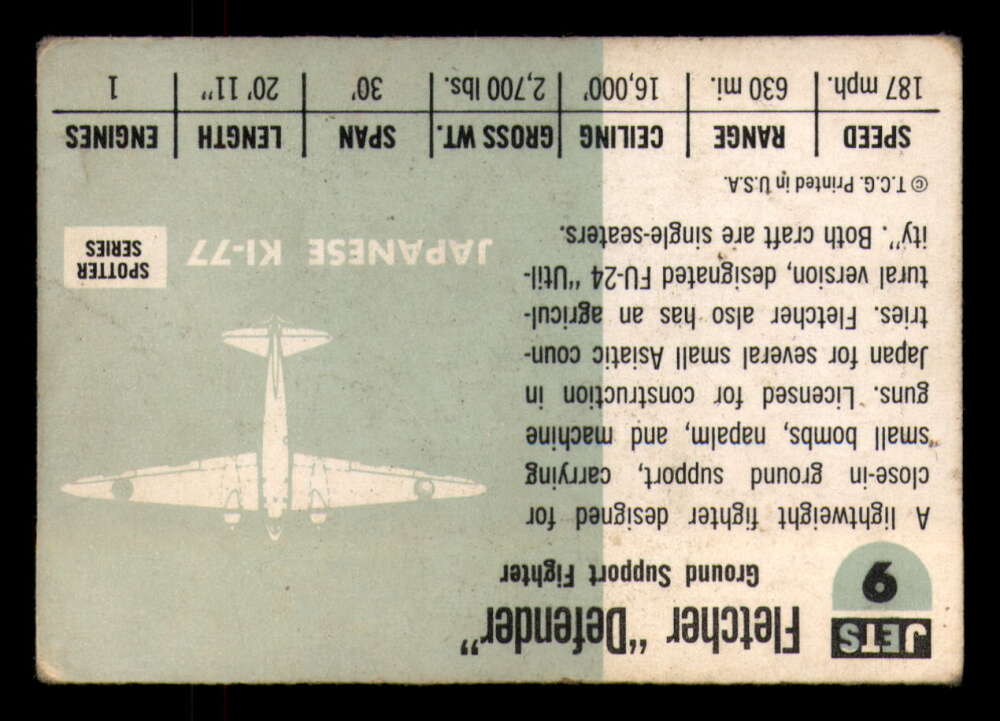 JETS
6
Fletcher "Defender"
Ground Support Fighter
A lightweight fighter designed for
close-in ground support, carrying
small bombs, napalm, and machine
guns. Licensed for construction in
Japan for several small Asiatic coun-
tries. Fletcher also has an agricul-
tural version, designated FU-24 "Util-
ity". Both craft are single-seaters.
© T.C.G. Printed in U.S.A.
JAPANESE KI-77
SPOTTER
SERIES
SPEED RANGE CEILING GROSS WT. SPAN LENGTH ENGINES
187 mph. 630 mi. 16,000' 2,700 lbs. 30' 20' 11" 1